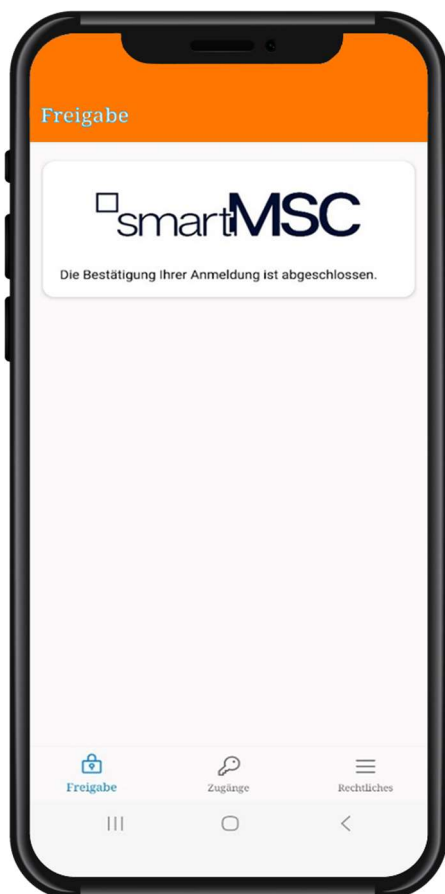 Freigabe
smartMSC
Die Bestätigung Ihrer Anmeldung ist abgeschlossen.
Freigabe Zugänge Rechtliches